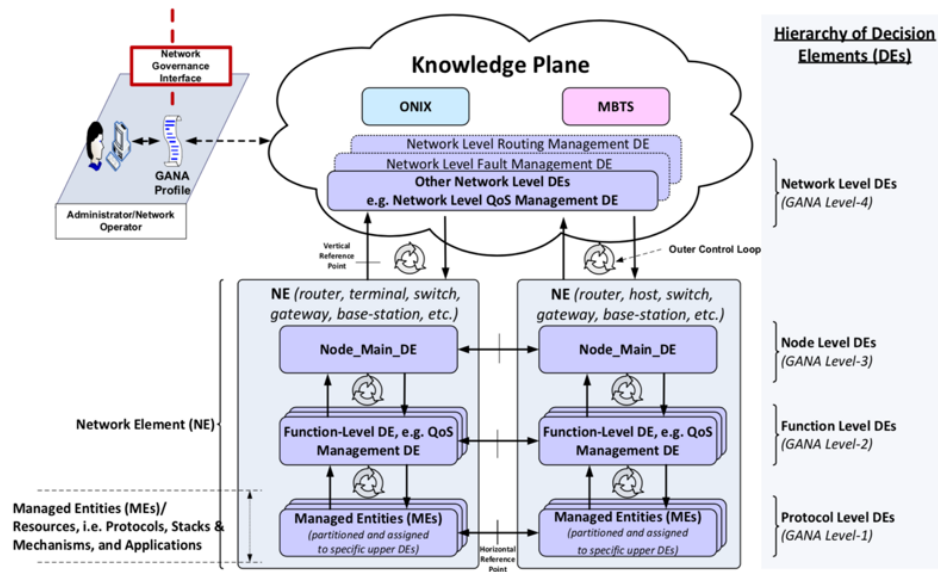 Network
Governance
Interface
GANA
Profile
Administrator/Network
Operator
Knowledge Plane
ONIX
MBTS
Network Level Routing Management DE
Network Level Fault Management DE
Other Network Level DEs
e.g. Network Level QoS Management DE
Vertical
Reference
Point
Outer Control Loop
Network Element (NE)
Managed Entities (MEs)/
Resources, i.e. Protocols, Stacks &
Mechanisms, and Applications
NE (router, terminal, switch,
gateway, base-station, etc.)
Node_Main_DE
Function-Level DE, e.g. QoS
Management DE
Managed Entities (MEs)
(partitioned and assigned
to specific upper DEs)
Horizontal
Reference
Point
NE (router, host, switch,
gateway, base-station, etc.)
Node_Main_DE
Function-Level DE, e.g. QoS
Management DE
Managed Entities (MEs)
(partitioned and assigned
to specific upper DEs)
Hierarchy of Decision
Elements (DEs)
Network Level DEs
(GANA Level-4)
Node Level DEs
(GANA Level-3)
Function Level DEs
(GANA Level-2)
Protocol Level DEs
(GANA Level-1)